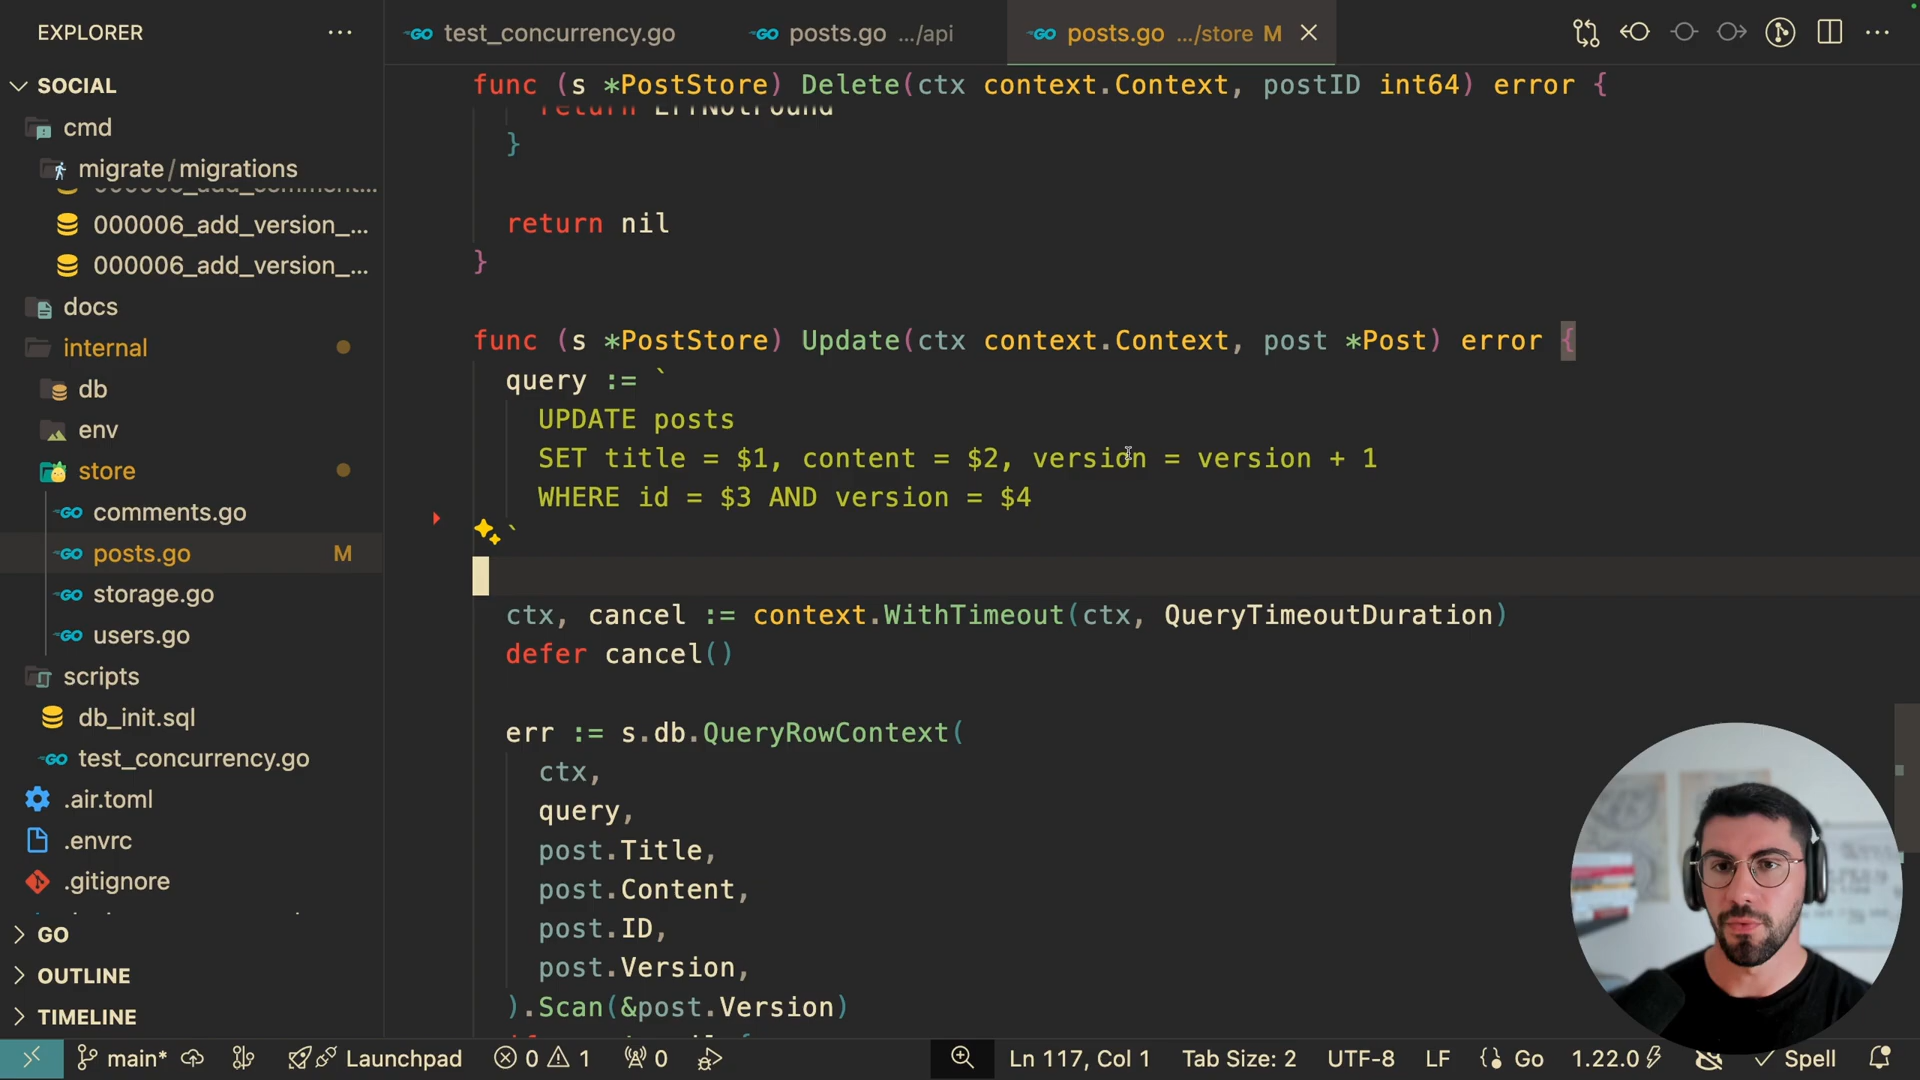 EXPLORER
SOCIAL
cmd
migrate/migrations
000006_add_version_...
000006_add_version_...
docs
internal
db
env
store
comments.go
posts.go M
storage.go
users.go
scripts
db_init.sql
test_concurrency.go
.air.toml
.envrc
.gitignore
GO
OUTLINE
TIMELINE
test_concurrency.go
posts.go .../api
posts.go .../store M
func (s *PostStore) Delete(ctx context.Context, postID int64) error {
return ErrNotFound
}
return nil
}
func (s *PostStore) Update(ctx context.Context, post *Post) error {
query := `
UPDATE posts
SET title = $1, content = $2, version = version + 1
WHERE id = $3 AND version = $4
`
ctx, cancel := context.WithTimeout(ctx, QueryTimeoutDuration)
defer cancel()
err := s.db.QueryRowContext(
ctx,
query,
post.Title,
post.Content,
post.ID,
post.Version,
).Scan(&post.Version)
main* Launchpad 0 1 0 Ln 117, Col 1 Tab Size: 2 UTF-8 LF Go 1.22.0 Spell